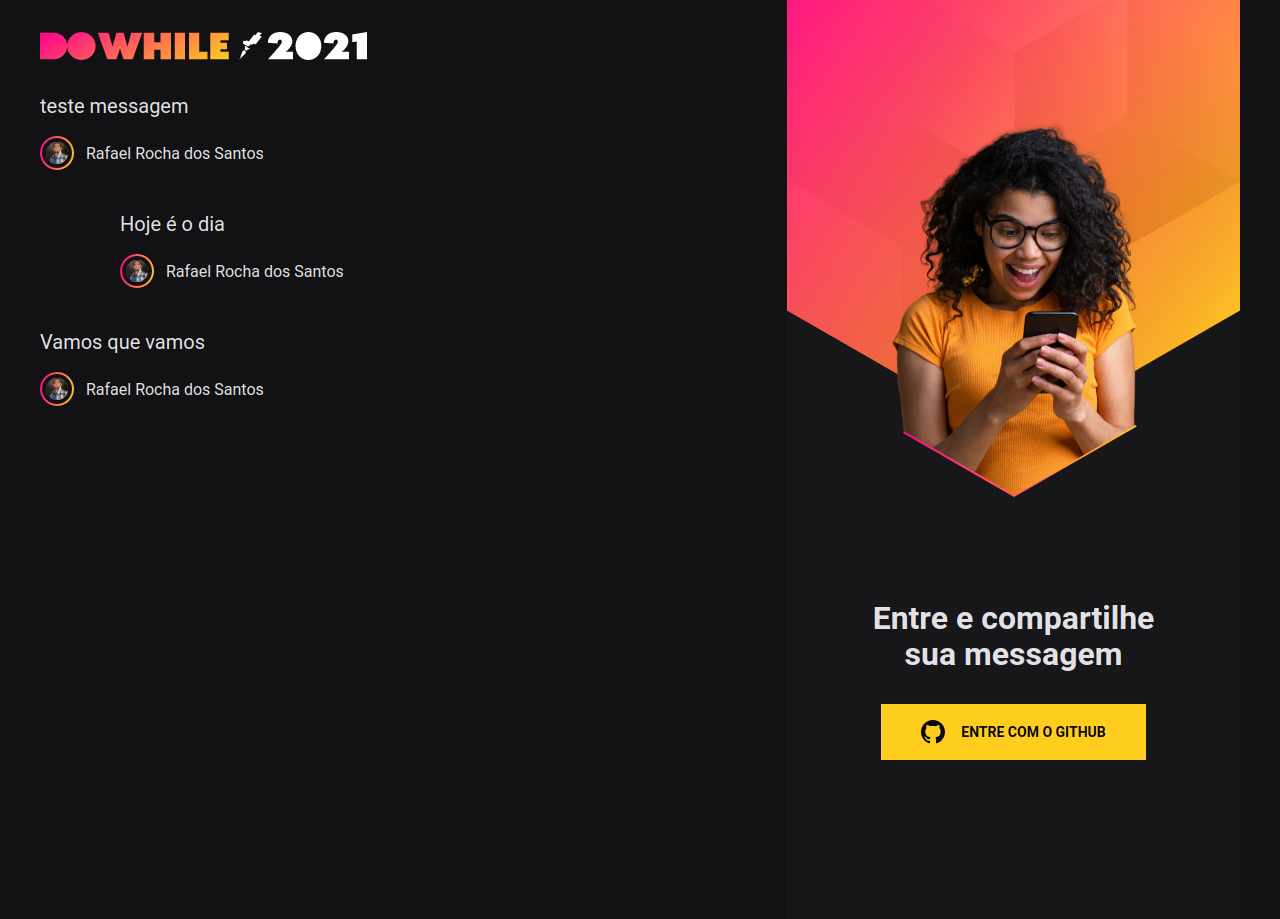 DOWHILE 2021
teste messagem
Rafael Rocha dos Santos
Hoje é o dia
Rafael Rocha dos Santos
Vamos que vamos
Rafael Rocha dos Santos
Entre e compartilhe
sua messagem
ENTRE COM O GITHUB